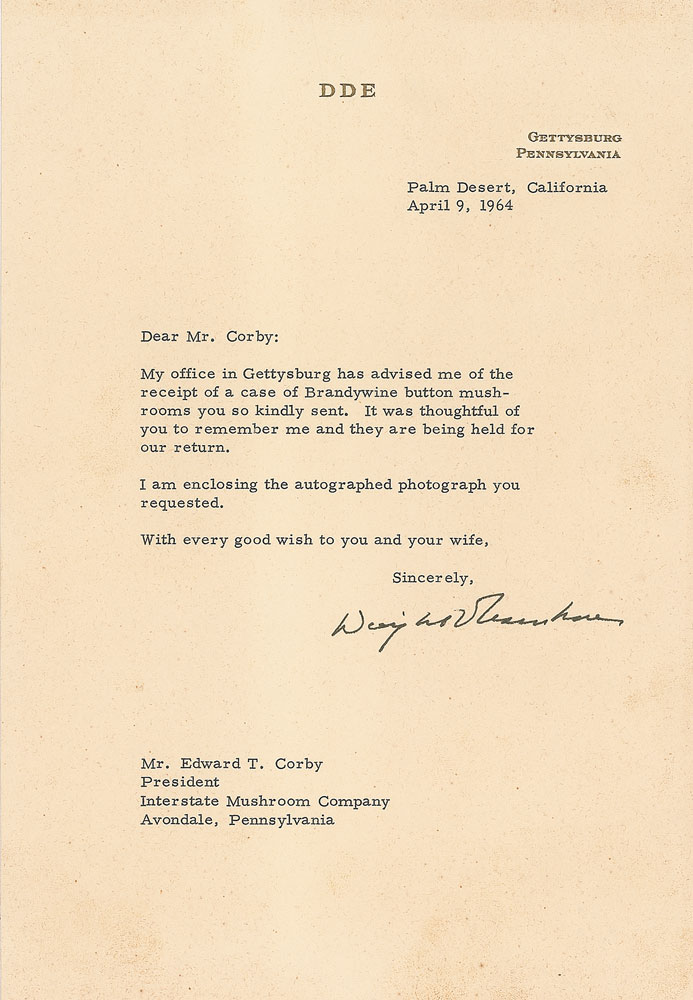 DDE
GETTYSBURG
PENNSYLVANIA
Palm Desert, California
April 9, 1964
Dear Mr. Corby:
My office in Gettysburg has advised me of the
receipt of a case of Brandywine button mush-
rooms you so kindly sent. It was thoughtful of
you to remember me and they are being held for
our return.
I am enclosing the autographed photograph you
requested.
With every good wish to you and your wife,
Sincerely,
Dwight D Eisenhower
Mr. Edward T. Corby
President
Interstate Mushroom Company
Avondale, Pennsylvania